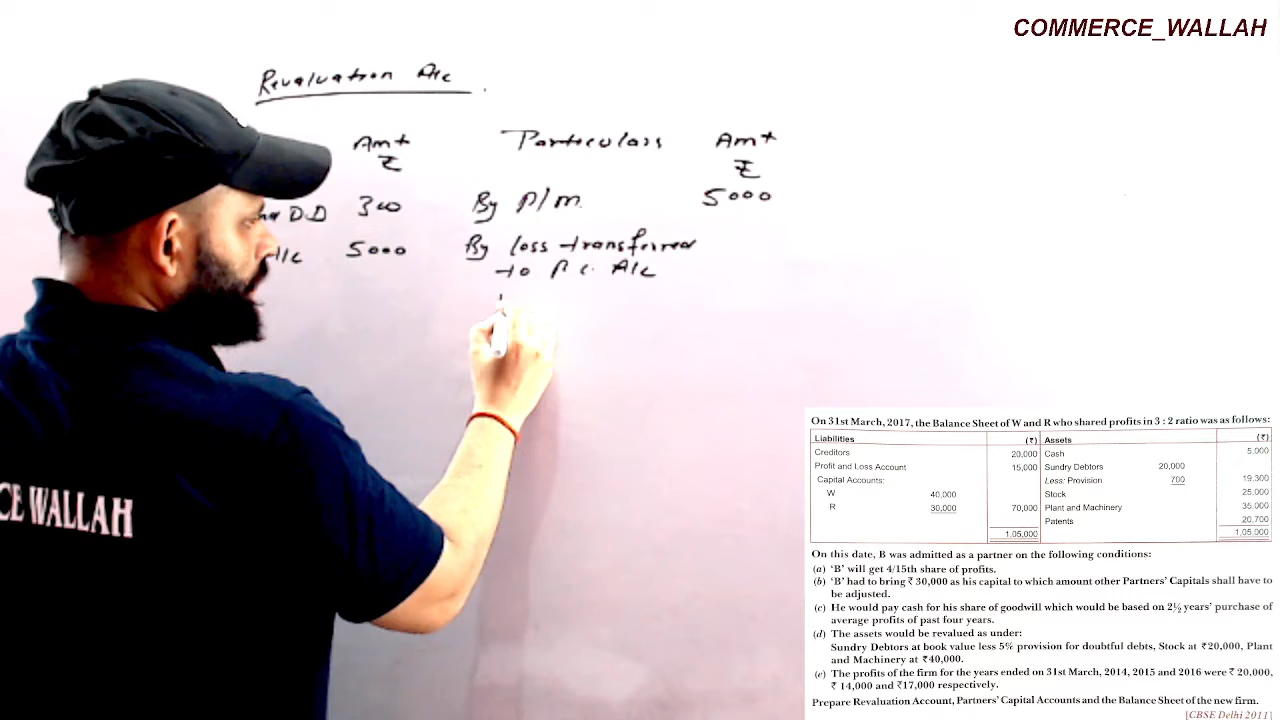 COMMERCE_WALLAH
Revaluation A/c
Amt Particulars Amt
₹ ₹
D.D 300 By P/M 5000
A/c 5000 By loss transferred
to P.C. A/c
CE WALLAH
On 31st March, 2017, the Balance Sheet of W and R who shared profits in 3 : 2 ratio was as follows:
Liabilities (₹) Assets (₹)
Creditors 20,000 Cash 5,000
Profit and Loss Account 15,000 Sundry Debtors 20,000
Capital Accounts: Less: Provision 700 19,300
W 40,000 Stock 25,000
R 30,000 70,000 Plant and Machinery 35,000
Patents 20,700
1,05,000 1,05,000
On this date, B was admitted as a partner on the following conditions:
(a) 'B' will get 4/15th share of profits.
(b) 'B' had to bring ₹ 30,000 as his capital to which amount other Partners' Capitals shall have to
be adjusted.
(c) He would pay cash for his share of goodwill which would be based on 2½ years' purchase of
average profits of past four years.
(d) The assets would be revalued as under:
Sundry Debtors at book value less 5% provision for doubtful debts, Stock at ₹20,000, Plant
and Machinery at ₹40,000.
(e) The profits of the firm for the years ended on 31st March, 2014, 2015 and 2016 were ₹ 20,000,
₹ 14,000 and ₹17,000 respectively.
Prepare Revaluation Account, Partners' Capital Accounts and the Balance Sheet of the new firm.
[CBSE Delhi 2011]